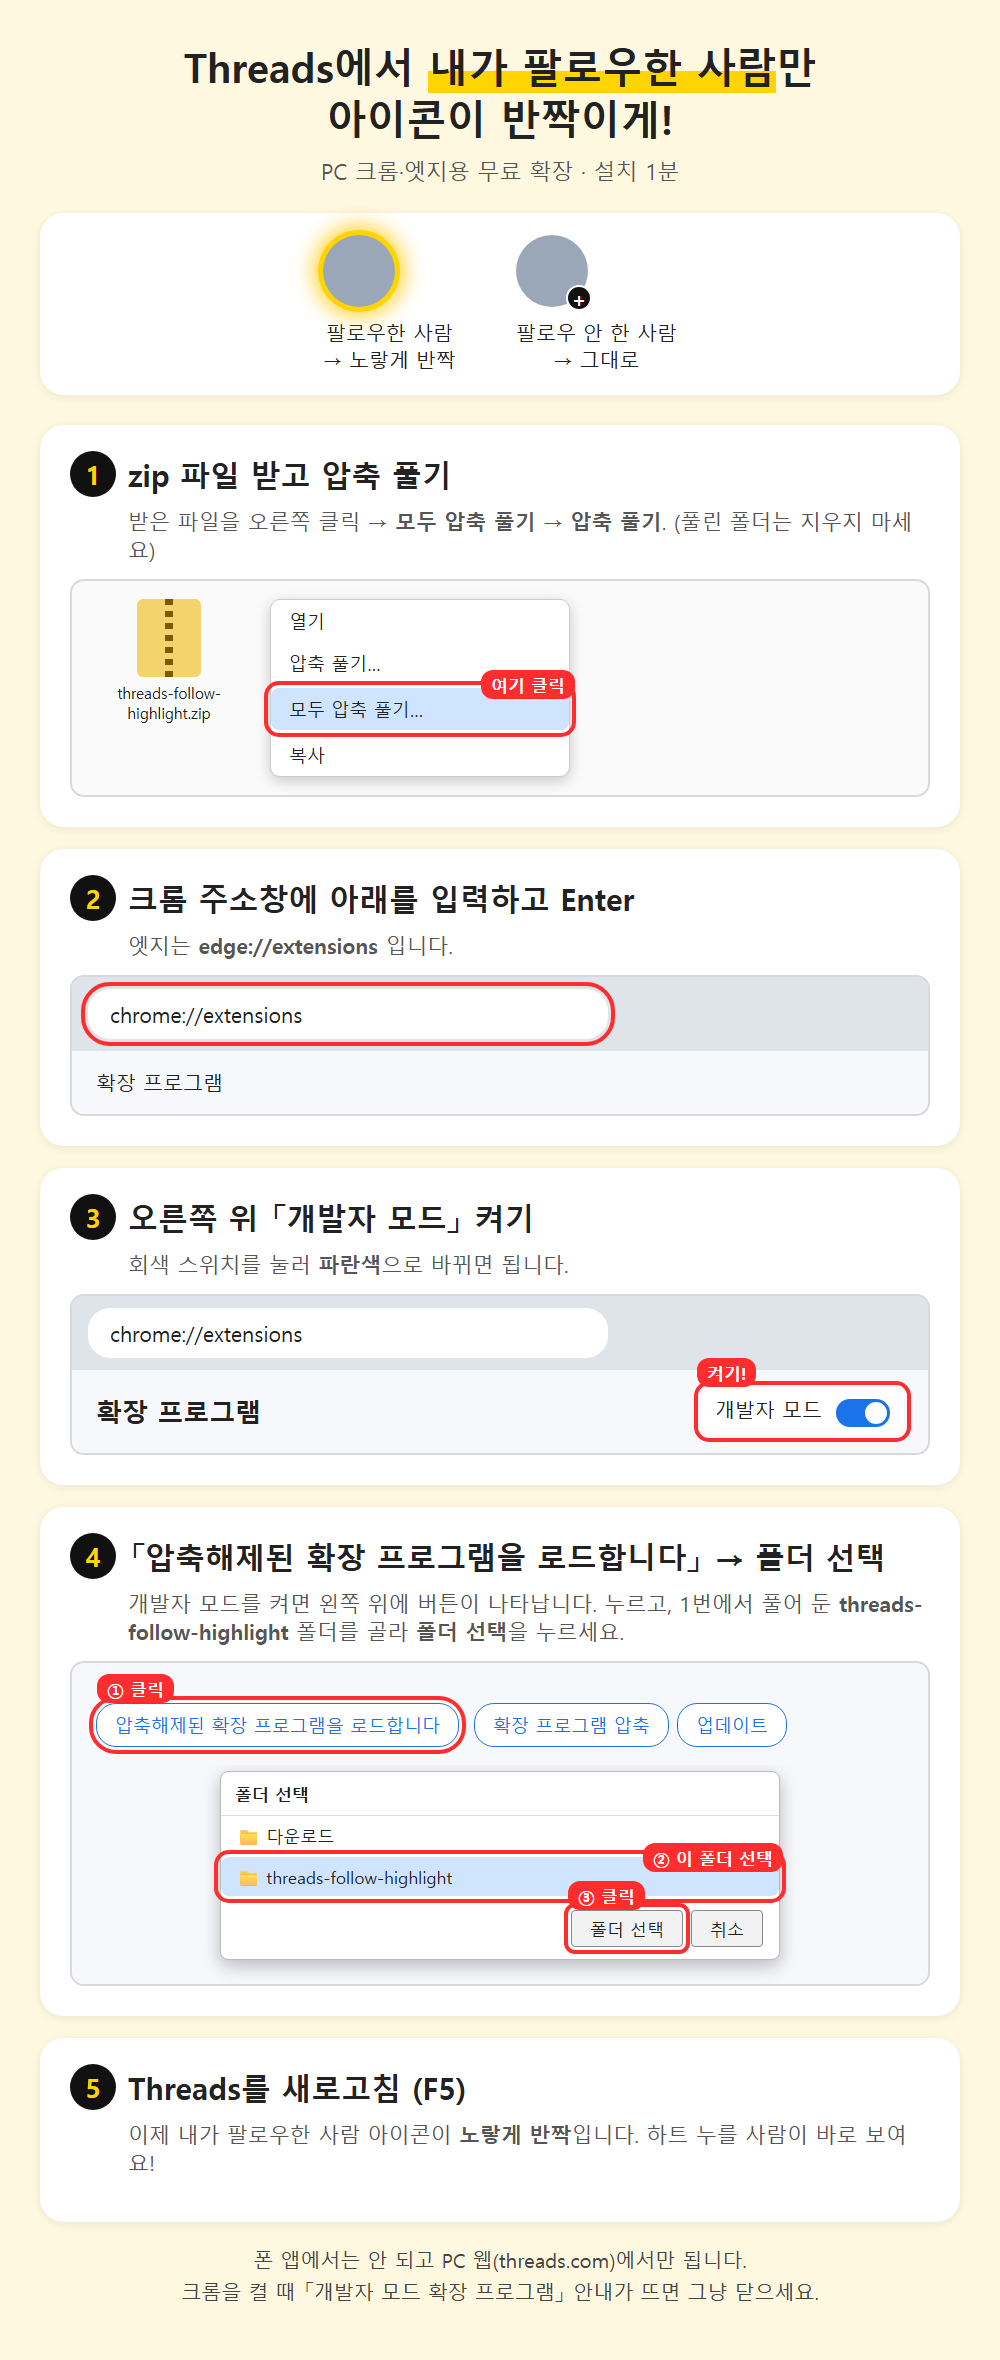 Threads에서 내가 팔로우한 사람만
아이콘이 반짝이게!
PC 크롬·엣지용 무료 확장 · 설치 1분
팔로우한 사람
→ 노랗게 반짝
+
팔로우 안 한 사람
→ 그대로
1 zip 파일 받고 압축 풀기
받은 파일을 오른쪽 클릭 → 모두 압축 풀기 → 압축 풀기. (풀린 폴더는 지우지 마세
요)
threads-follow-
highlight.zip
열기
압축 풀기...
여기 클릭
모두 압축 풀기...
복사
2 크롬 주소창에 아래를 입력하고 Enter
엣지는 edge://extensions 입니다.
chrome://extensions
확장 프로그램
3 오른쪽 위 「개발자 모드」 켜기
회색 스위치를 눌러 파란색으로 바뀌면 됩니다.
chrome://extensions
켜기!
확장 프로그램
개발자 모드
4 「압축해제된 확장 프로그램을 로드합니다」 → 폴더 선택
개발자 모드를 켜면 왼쪽 위에 버튼이 나타납니다. 누르고, 1번에서 풀어 둔 threads-
follow-highlight 폴더를 골라 폴더 선택을 누르세요.
① 클릭
압축해제된 확장 프로그램을 로드합니다
확장 프로그램 압축
업데이트
폴더 선택
다운로드
② 이 폴더 선택
threads-follow-highlight
③ 클릭
폴더 선택
취소
5 Threads를 새로고침 (F5)
이제 내가 팔로우한 사람 아이콘이 노랗게 반짝입니다. 하트 누를 사람이 바로 보여
요!
폰 앱에서는 안 되고 PC 웹(threads.com)에서만 됩니다.
크롬을 켤 때 「개발자 모드 확장 프로그램」 안내가 뜨면 그냥 닫으세요.